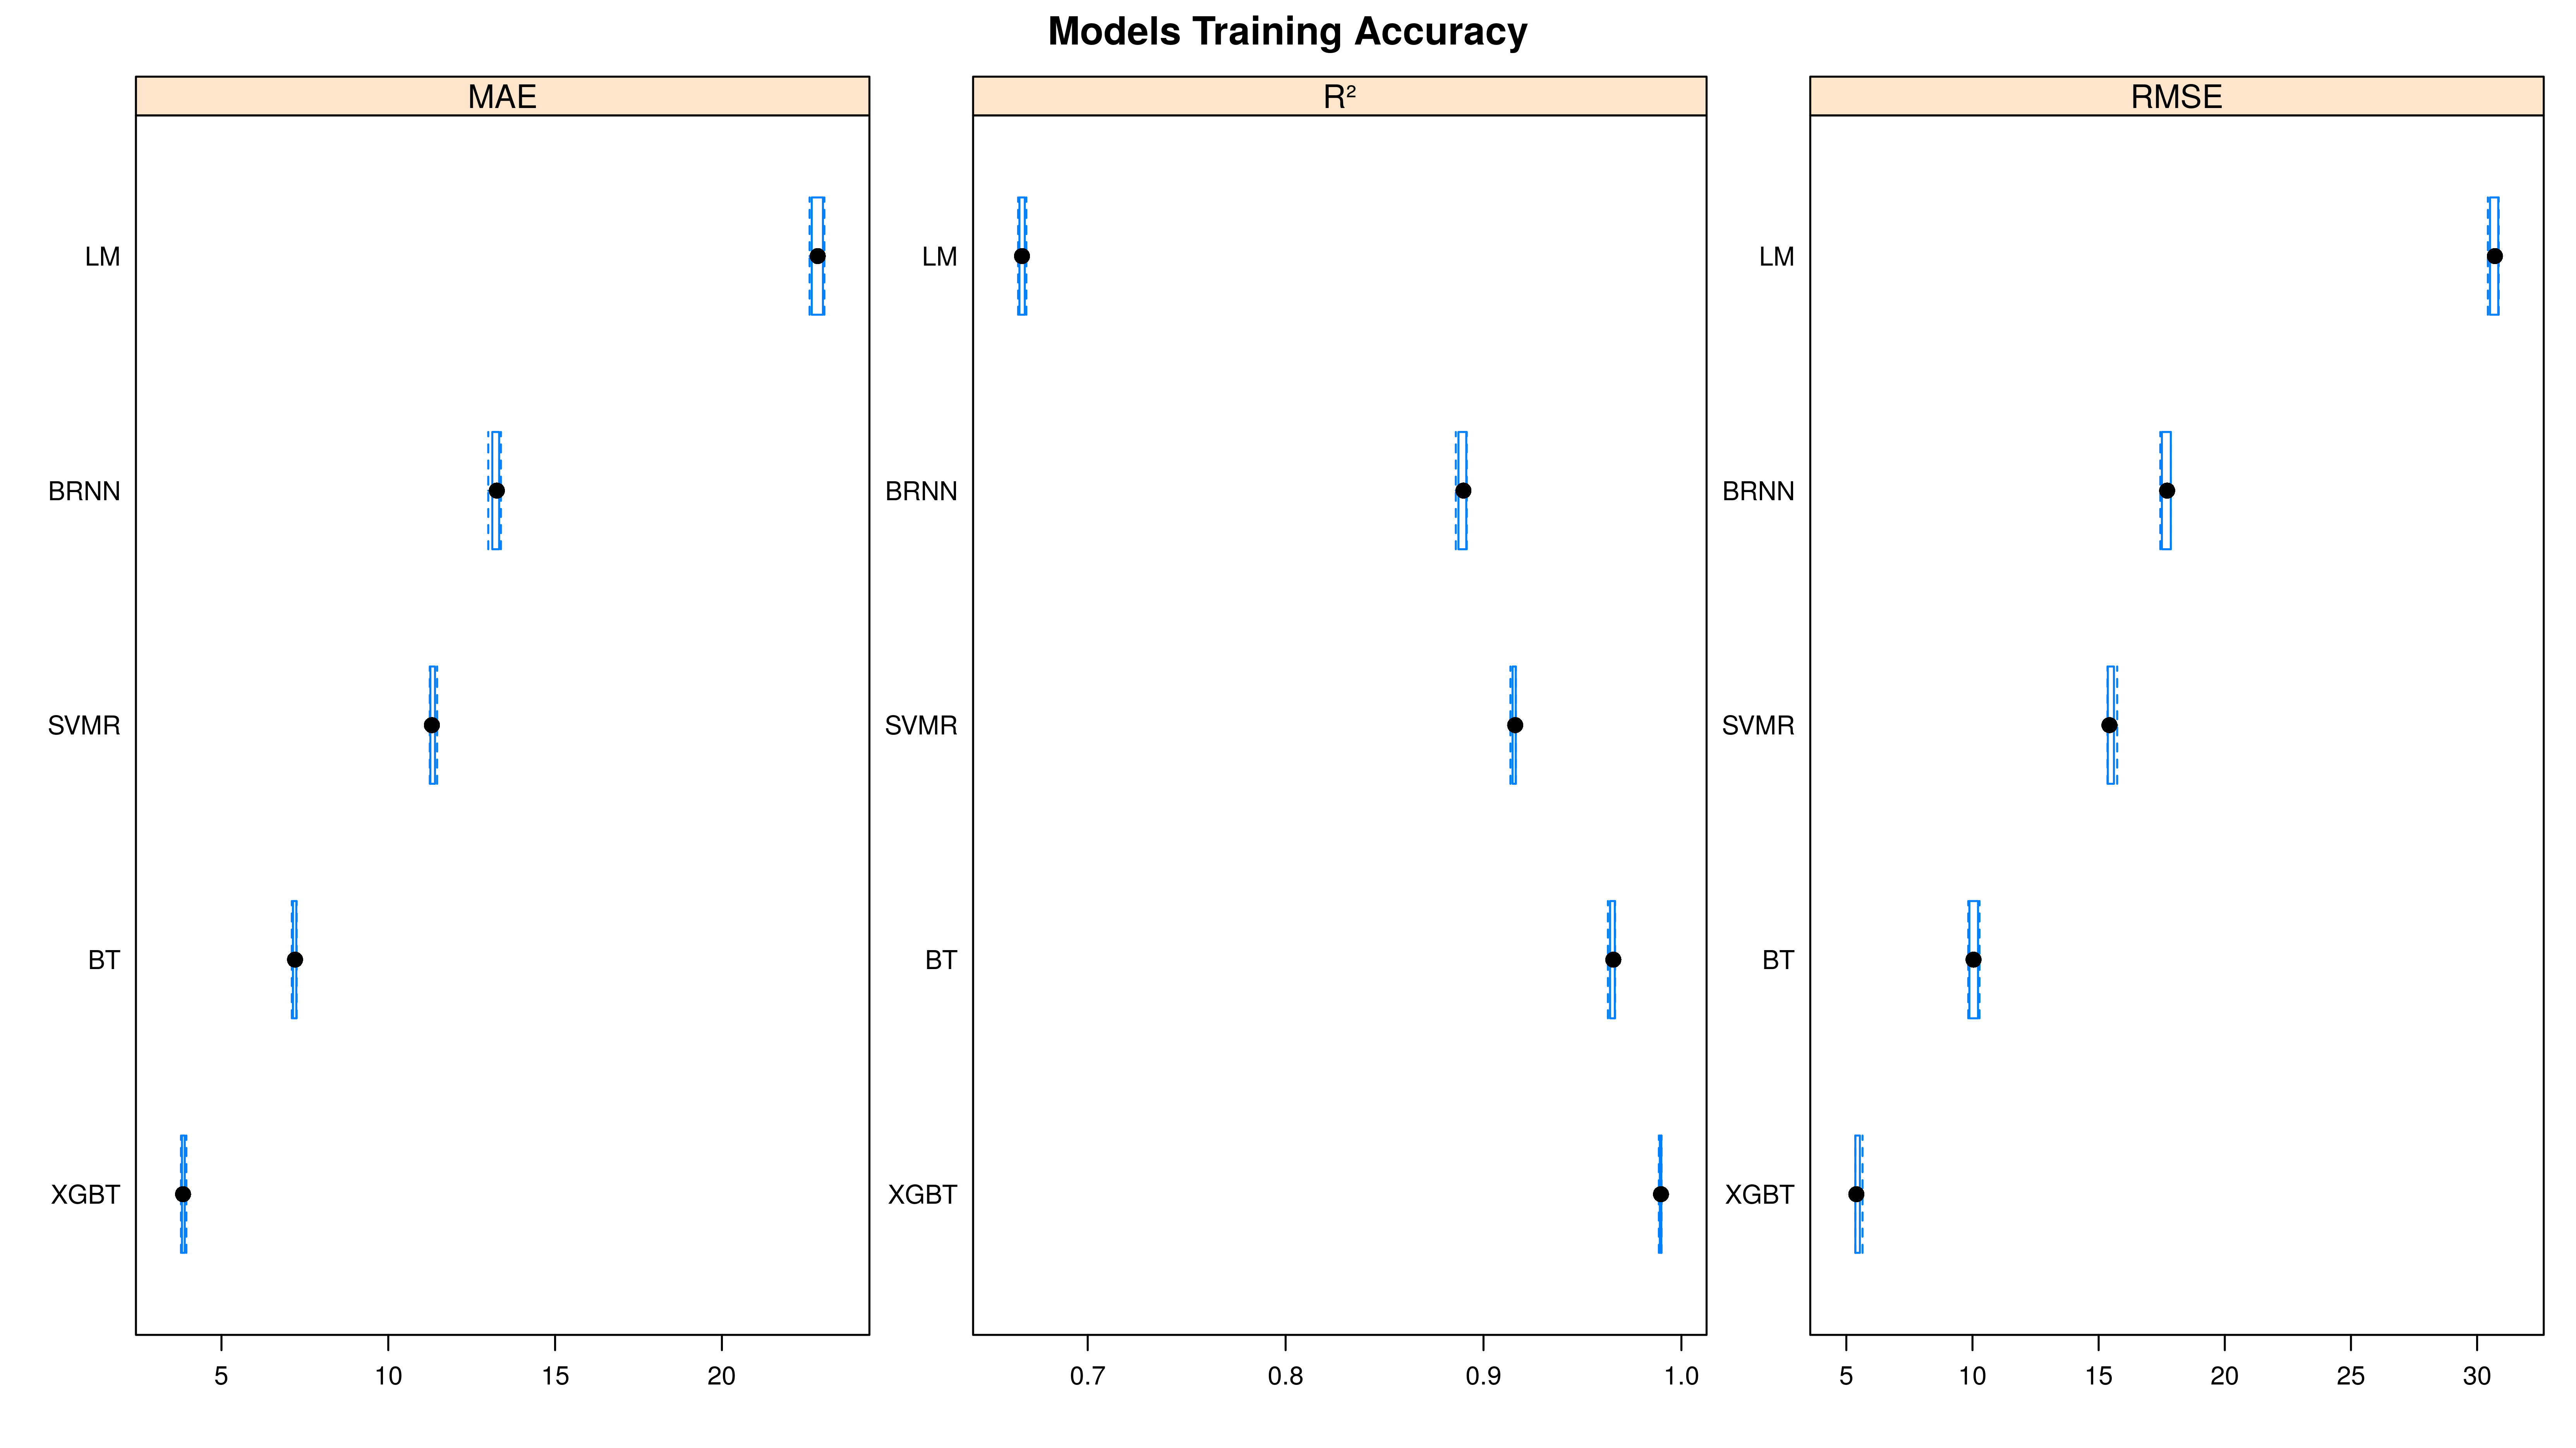 Models Training Accuracy
MAE
R²
RMSE
LM
BRNN
SVMR
BT
XGBT
5 10 15 20
LM
BRNN
SVMR
BT
XGBT
0.7 0.8 0.9 1.0
LM
BRNN
SVMR
BT
XGBT
5 10 15 20 25 30